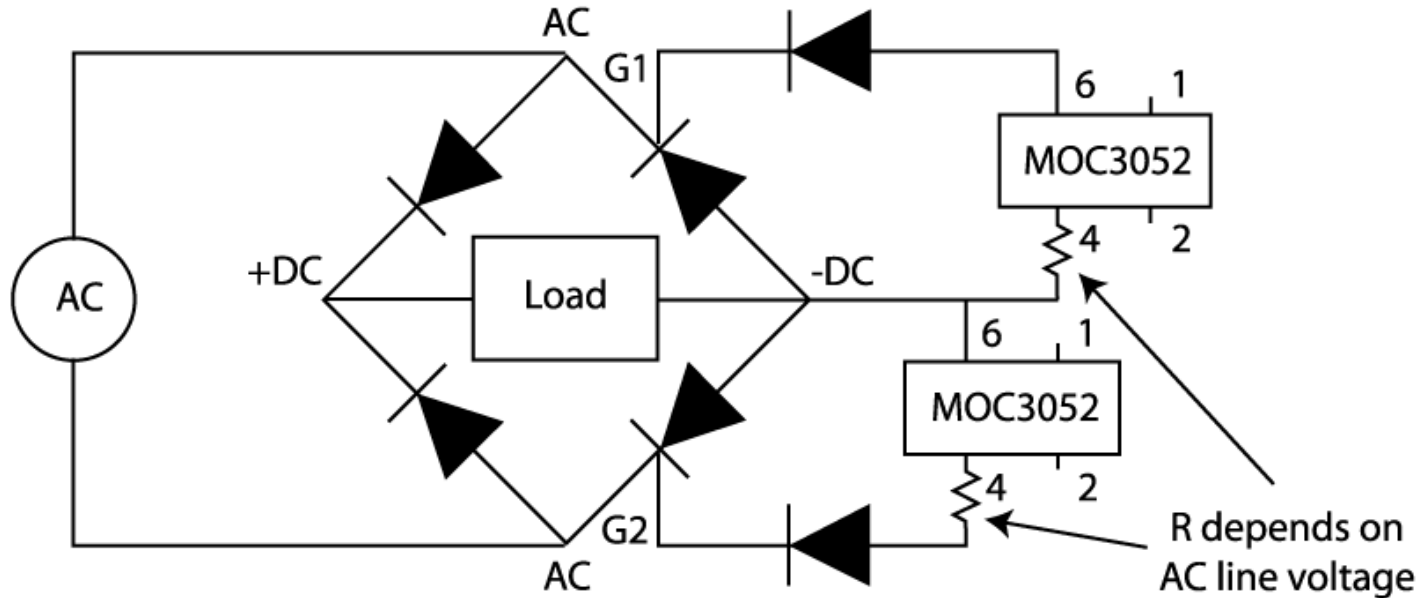 AC
G1
6 1
MOC3052
4 2
+DC
Load
-DC
AC
6 1
MOC3052
4 2
G2
AC
R depends on
AC line voltage